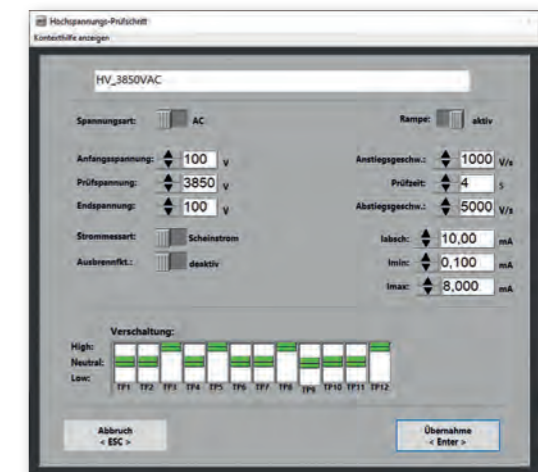 Hochspannungs-Prüfschritt
Kontexthilfe anzeigen
HV_3850VAC
Spannungsart: AC Rampe: aktiv
Anfangsspannung: 100 V Anstiegsgeschw.: 1000 V/s
Prüfspannung: 3850 V Prüfzeit: 4 s
Endspannung: 100 V Abstiegsgeschw.: 5000 V/s
Strommessart: Scheinstrom Iabsch: 10,00 mA
Ausbrennfkt.: deaktiv Imin: 0,100 mA
Imax: 8,000 mA
Verschaltung:
High:
Neutral:
Low:
TP1 TP2 TP3 TP4 TP5 TP6 TP7 TP8 TP9 TP10 TP11 TP12
Abbruch Übernahme
< ESC > < Enter >